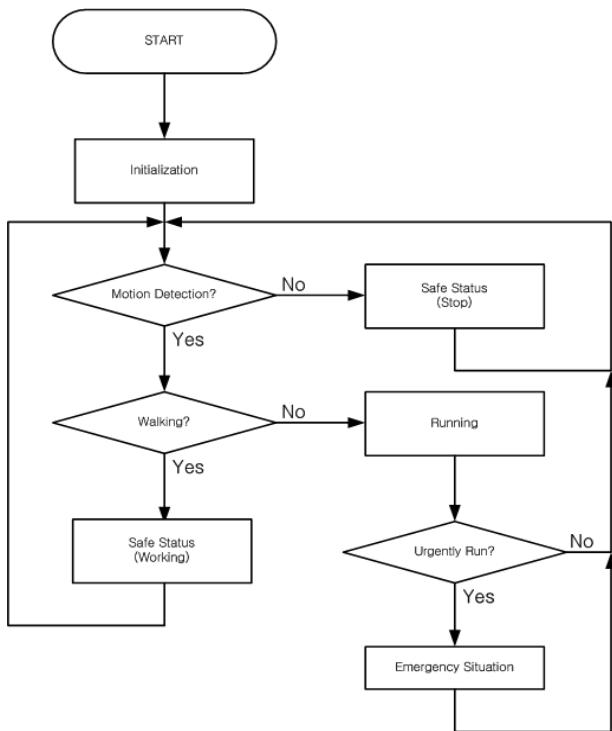 START
Initialization
Motion Detection?
No
Safe Status
(Stop)
Yes
Walking?
No
Running
Yes
Safe Status
(Working)
Urgently Run?
No
Yes
Emergency Situation